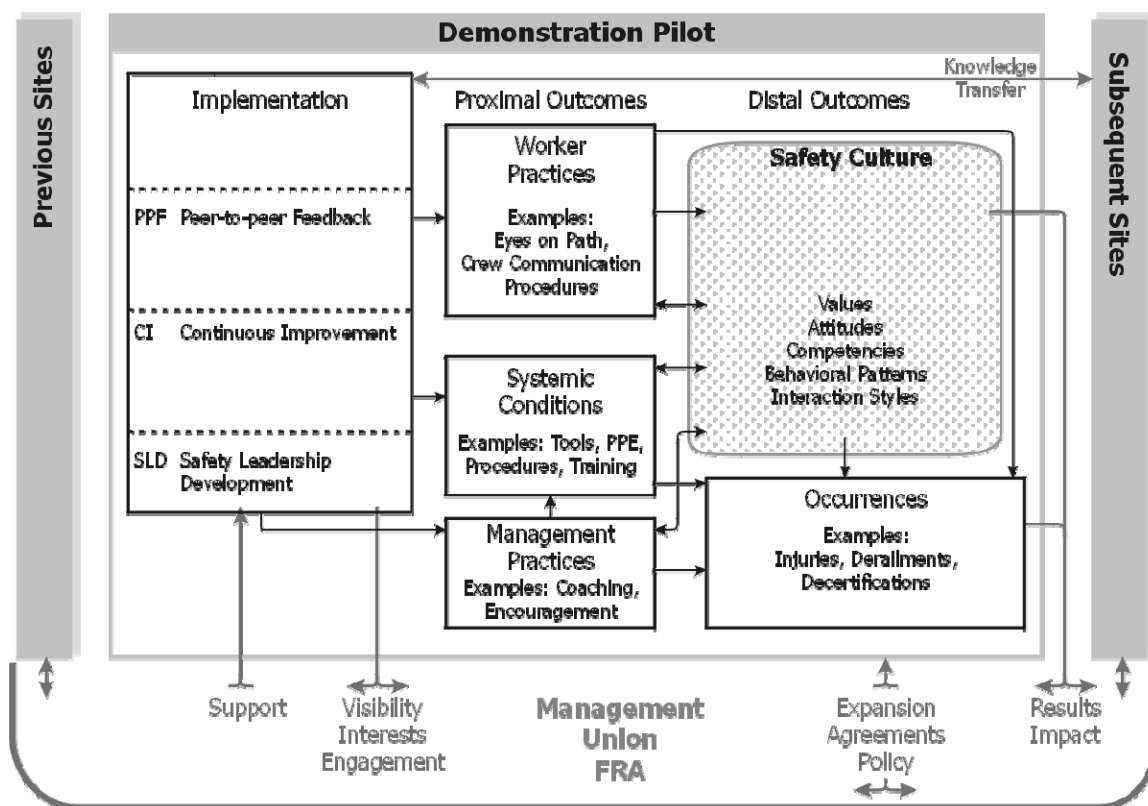 Demonstration Pilot
Previous Sites
Subsequent Sites
Knowledge
Transfer
Implementation
PPF Peer-to-peer Feedback
CI Continuous Improvement
SLD Safety Leadership
Development
Proximal Outcomes
Worker
Practices
Examples:
Eyes on Path,
Crew Communication
Procedures
Systemic
Conditions
Examples: Tools, PPE,
Procedures, Training
Management
Practices
Examples: Coaching,
Encouragement
Distal Outcomes
Safety Culture
Values
Attitudes
Competencies
Behavioral Patterns
Interaction Styles
Occurrences
Examples:
Injuries, Derailments,
Decertifications
Support
Visibility
Interests
Engagement
Management
Union
FRA
Expansion
Agreements
Policy
Results
Impact